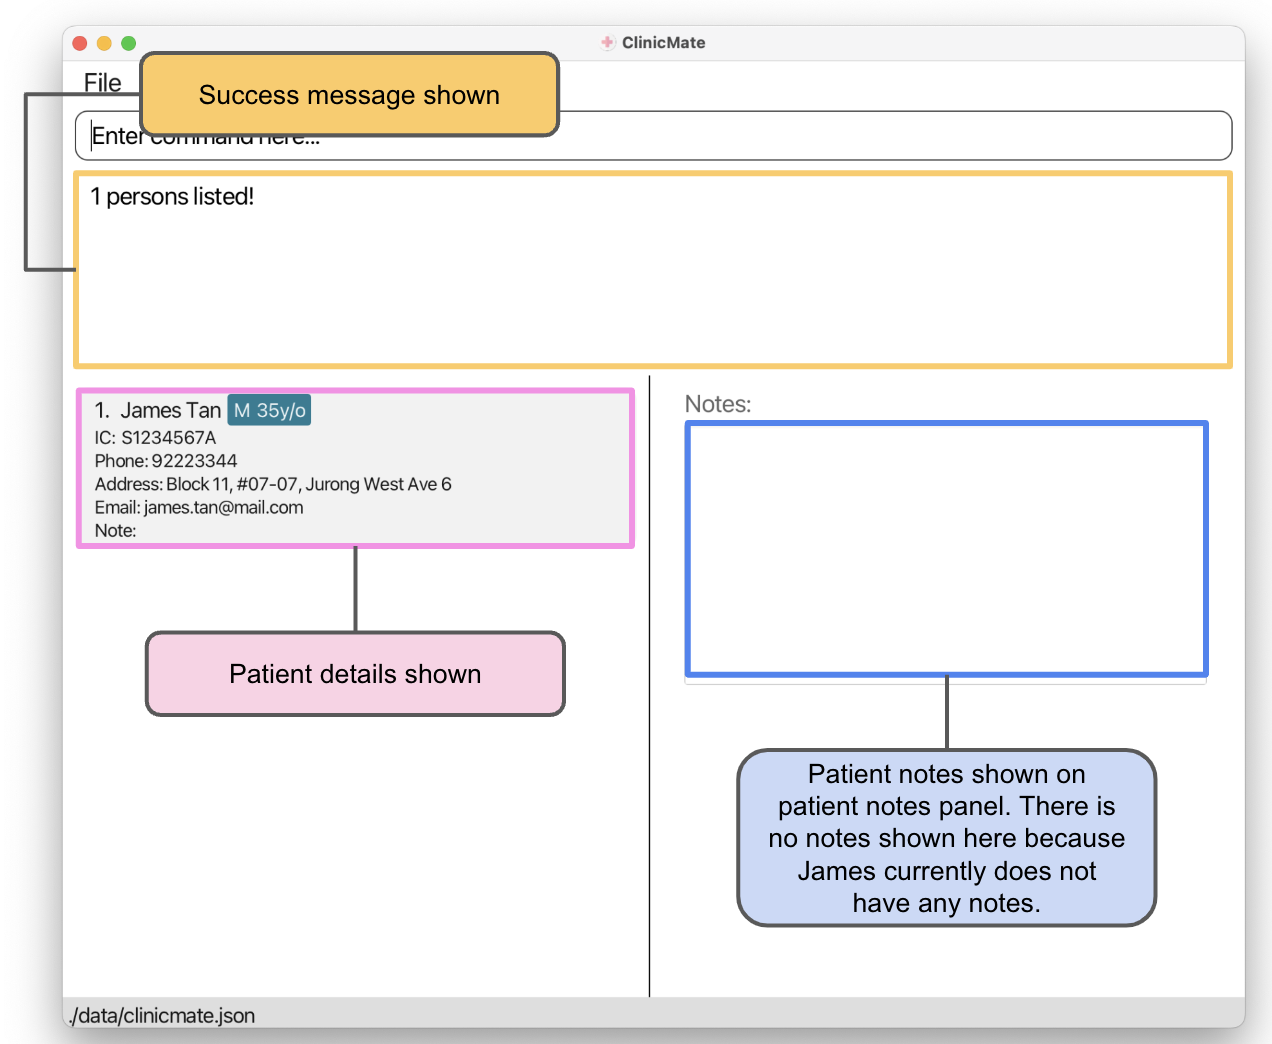 ClinicMate
File
Success message shown
Enter command here...
1 persons listed!
1. James Tan M 35y/o
IC: S1234567A
Phone: 92223344
Address: Block 11, #07-07, Jurong West Ave 6
Email: james.tan@mail.com
Note:
Patient details shown
Notes:
Patient notes shown on
patient notes panel. There is
no notes shown here because
James currently does not
have any notes.
./data/clinicmate.json